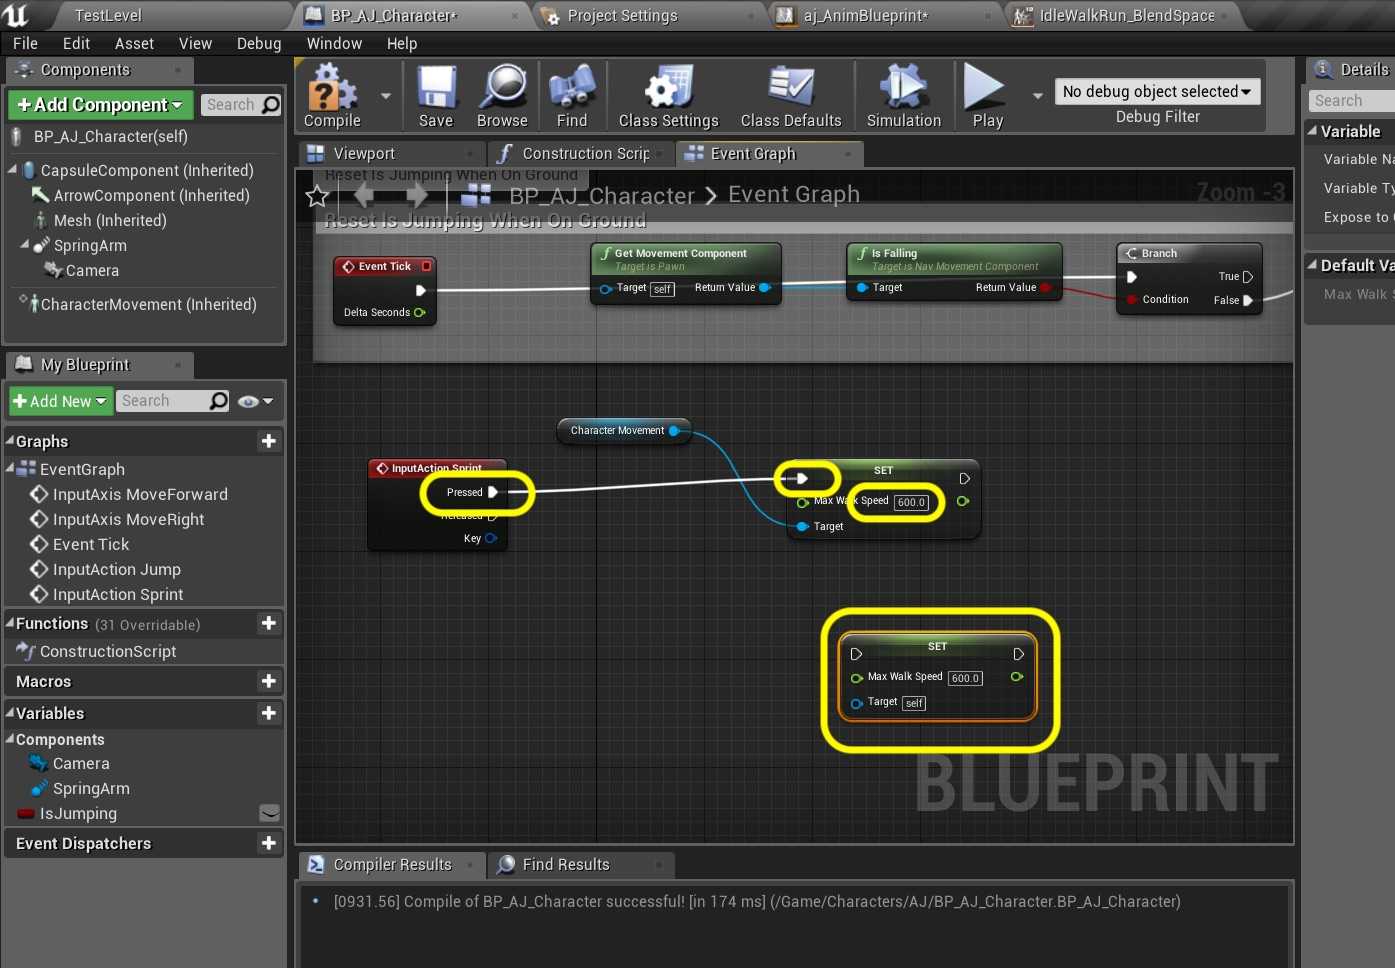 TestLevel
BP_AJ_Character*
Project Settings
aj_AnimBlueprint*
IdleWalkRun_BlendSpace
File Edit Asset View Debug Window Help
Components
+Add Component
Search
BP_AJ_Character(self)
CapsuleComponent (Inherited)
ArrowComponent (Inherited)
Mesh (Inherited)
SpringArm
Camera
CharacterMovement (Inherited)
My Blueprint
+Add New
Search
Graphs
EventGraph
InputAxis MoveForward
InputAxis MoveRight
Event Tick
InputAction Jump
InputAction Sprint
Functions (31 Overridable)
ConstructionScript
Macros
Variables
Components
Camera
SpringArm
IsJumping
Event Dispatchers
Compile
Save
Browse
Find
Class Settings
Class Defaults
Simulation
Play
No debug object selected
Debug Filter
Viewport
Construction Scrip
Event Graph
Reset Is Jumping When On Ground
BP_AJ_Character > Event Graph
Zoom -3
Reset Is Jumping When On Ground
Event Tick
Delta Seconds
Get Movement Component
Target is Pawn
Target self Return Value
Is Falling
Target is Nav Movement Component
Target Return Value
Branch
True
Condition False
Character Movement
InputAction Sprint
Pressed
Released
Key
SET
Max Walk Speed 600.0
Target
SET
Max Walk Speed 600.0
Target self
BLUEPRINT
Compiler Results
Find Results
[0931.56] Compile of BP_AJ_Character successful! [in 174 ms] (/Game/Characters/AJ/BP_AJ_Character.BP_AJ_Character)
Details
Search
Variable
Variable Na
Variable Ty
Expose to
Default Va
Max Walk